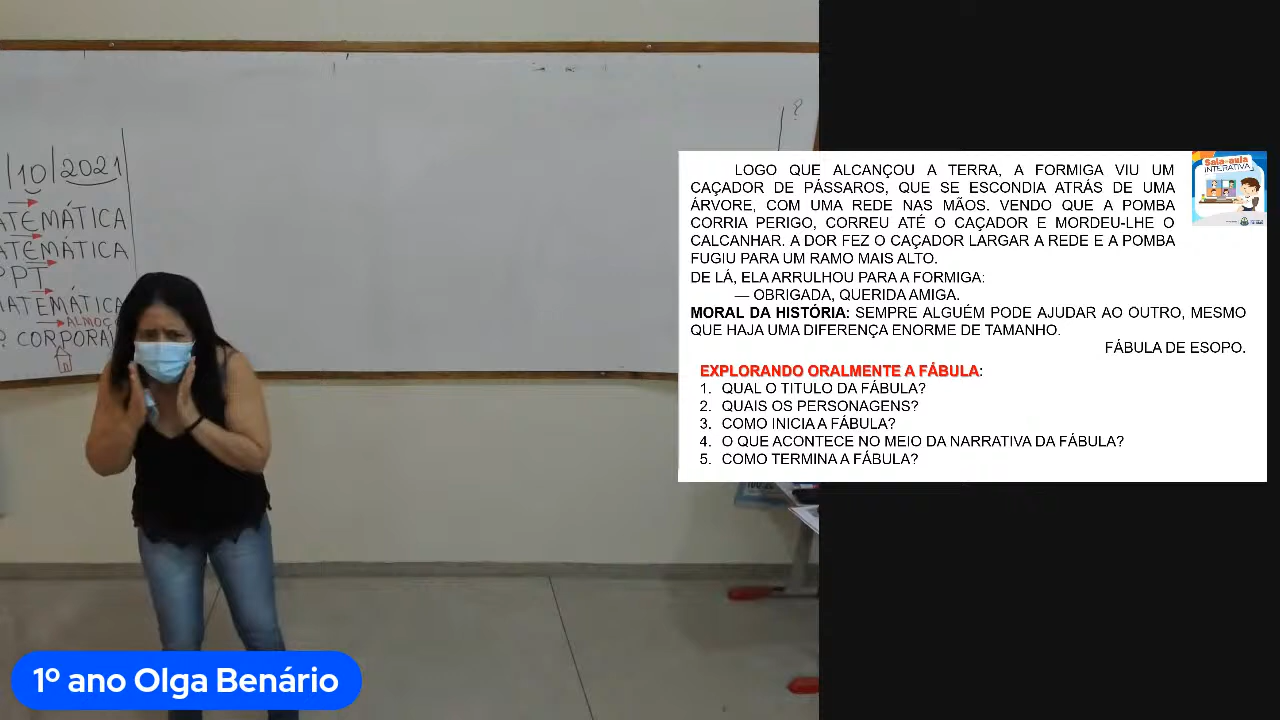 /10/2021
ATEMÁTICA
ATEMÁTICA
PPT
MATEMÁTICA
ALMOÇO
? CORPORAL
?
LOGO QUE ALCANÇOU A TERRA, A FORMIGA VIU UM
CAÇADOR DE PÁSSAROS, QUE SE ESCONDIA ATRÁS DE UMA
ÁRVORE, COM UMA REDE NAS MÃOS. VENDO QUE A POMBA
CORRIA PERIGO, CORREU ATÉ O CAÇADOR E MORDEU-LHE O
CALCANHAR. A DOR FEZ O CAÇADOR LARGAR A REDE E A POMBA
FUGIU PARA UM RAMO MAIS ALTO.
DE LÁ, ELA ARRULHOU PARA A FORMIGA:
— OBRIGADA, QUERIDA AMIGA.
MORAL DA HISTÓRIA: SEMPRE ALGUÉM PODE AJUDAR AO OUTRO, MESMO
QUE HAJA UMA DIFERENÇA ENORME DE TAMANHO.
FÁBULA DE ESOPO.
EXPLORANDO ORALMENTE A FÁBULA:
1. QUAL O TITULO DA FÁBULA?
2. QUAIS OS PERSONAGENS?
3. COMO INICIA A FÁBULA?
4. O QUE ACONTECE NO MEIO DA NARRATIVA DA FÁBULA?
5. COMO TERMINA A FÁBULA?
Sala de aula
INTERATIVA
1º ano Olga Benário